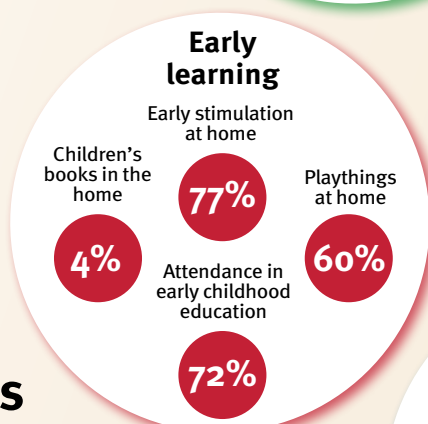 Early
learning
Early stimulation
at home
77%
Children’s
books in the
home
4%
Playthings
at home
60%
Attendance in
early childhood
education
72%
s